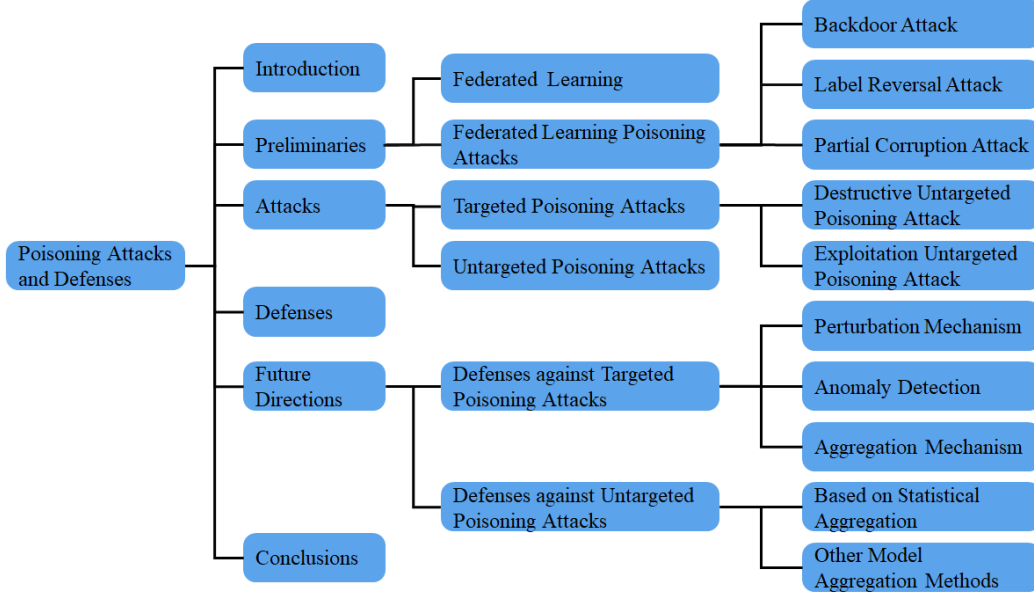 Poisoning Attacks
and Defenses
Introduction
Preliminaries
Attacks
Defenses
Future
Directions
Conclusions
Federated Learning
Federated Learning Poisoning
Attacks
Targeted Poisoning Attacks
Untargeted Poisoning Attacks
Defenses against Targeted
Poisoning Attacks
Defenses against Untargeted
Poisoning Attacks
Backdoor Attack
Label Reversal Attack
Partial Corruption Attack
Destructive Untargeted
Poisoning Attack
Exploitation Untargeted
Poisoning Attack
Perturbation Mechanism
Anomaly Detection
Aggregation Mechanism
Based on Statistical
Aggregation
Other Model
Aggregation Methods